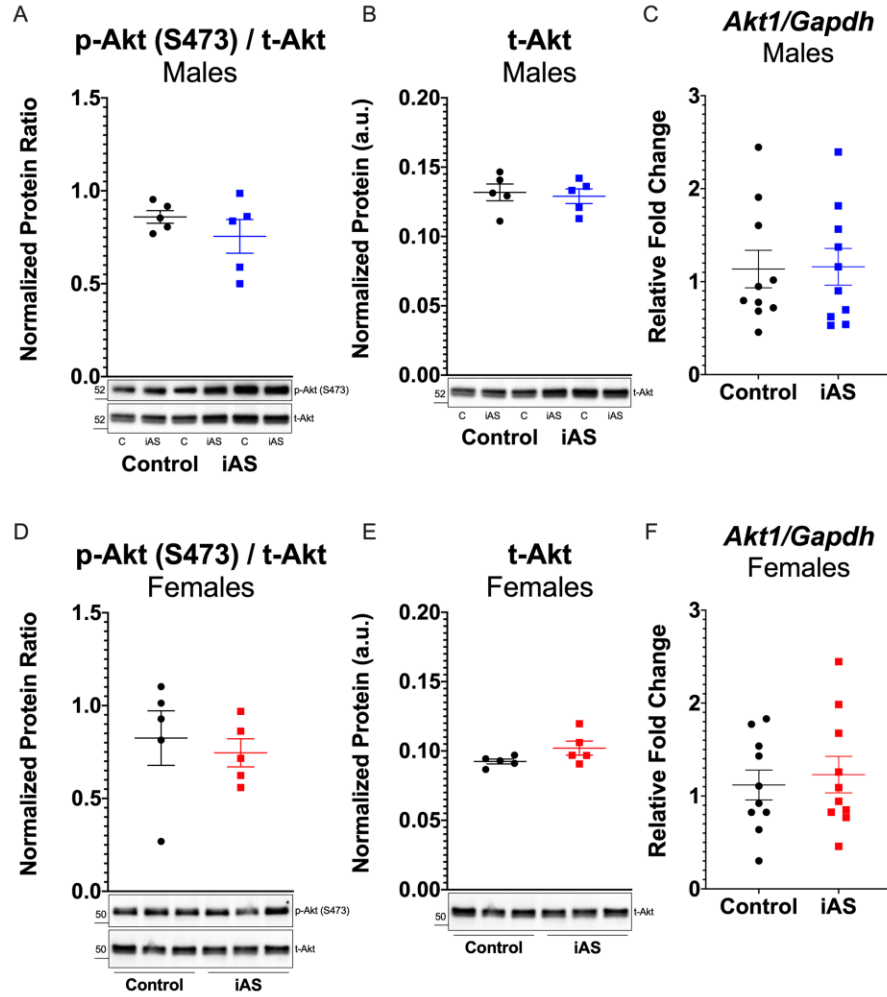 A
p-Akt (S473) / t-Akt
Males
Normalized Protein Ratio
1.5
1.0
0.5
0.0
52
p-Akt (S473)
52
t-Akt
C iAS C iAS C iAS
Control iAS
B
t-Akt
Males
Normalized Protein (a.u.)
0.20
0.15
0.10
0.05
0.00
52
t-Akt
C iAS C iAS C iAS
Control iAS
C
Akt1/Gapdh
Males
Relative Fold Change
3
2
1
0
Control iAS
D
p-Akt (S473) / t-Akt
Females
Normalized Protein Ratio
1.5
1.0
0.5
0.0
50
p-Akt (S473)
50
t-Akt
Control iAS
E
t-Akt
Females
Normalized Protein (a.u.)
0.20
0.15
0.10
0.05
0.00
50
t-Akt
Control iAS
F
Akt1/Gapdh
Females
Relative Fold Change
3
2
1
0
Control iAS